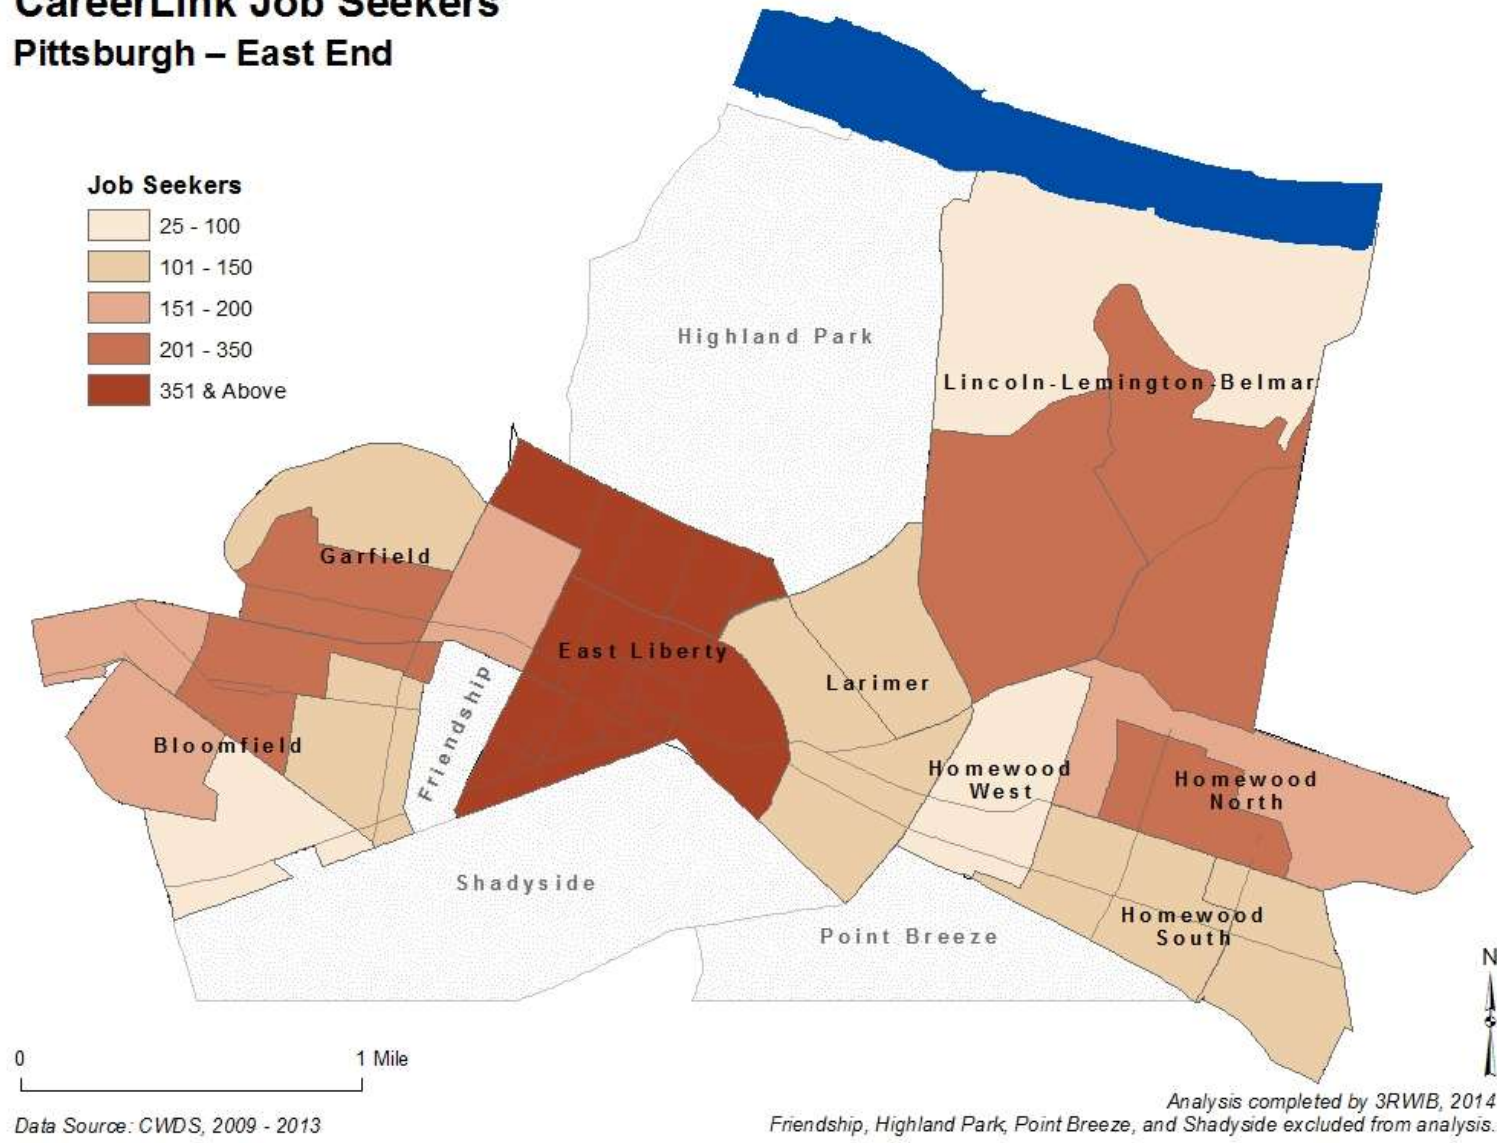 CareerLink Job Seekers
Pittsburgh – East End
Job Seekers
25 - 100
101 - 150
151 - 200
201 - 350
351 & Above
Highland Park
Lincoln-Lemington-Belmar
Garfield
East Liberty
Larimer
Friendship
Bloomfield
Homewood
West
Homewood
North
Shadyside
Homewood
South
Point Breeze
N
0 1 Mile
Analysis completed by 3RWIB, 2014
Data Source: CWDS, 2009 - 2013
Friendship, Highland Park, Point Breeze, and Shadyside excluded from analysis.